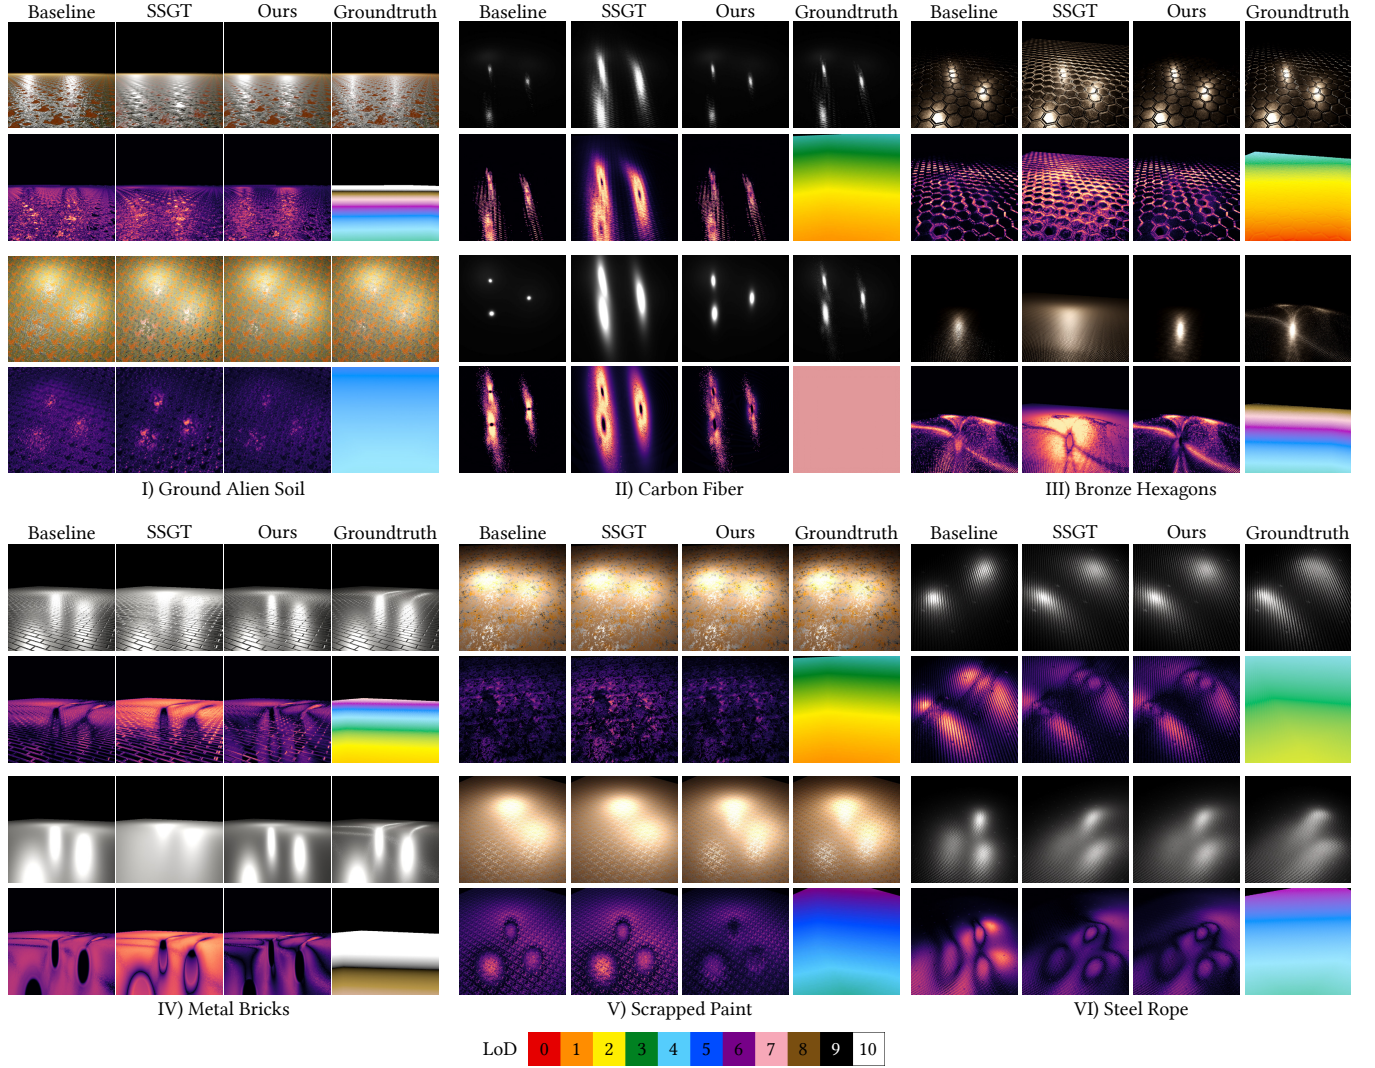 Baseline SSGT Ours Groundtruth
Baseline SSGT Ours Groundtruth
Baseline SSGT Ours Groundtruth
I) Ground Alien Soil
II) Carbon Fiber
III) Bronze Hexagons
Baseline SSGT Ours Groundtruth
Baseline SSGT Ours Groundtruth
Baseline SSGT Ours Groundtruth
IV) Metal Bricks
V) Scrapped Paint
VI) Steel Rope
LoD 0 1 2 3 4 5 6 7 8 9 10